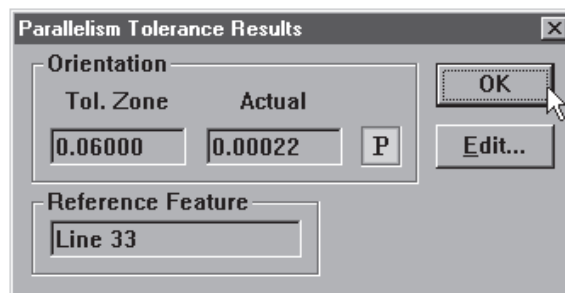 Parallelism Tolerance Results
Orientation
Tol. Zone Actual
0.06000 0.00022 P
OK
Edit...
Reference Feature
Line 33